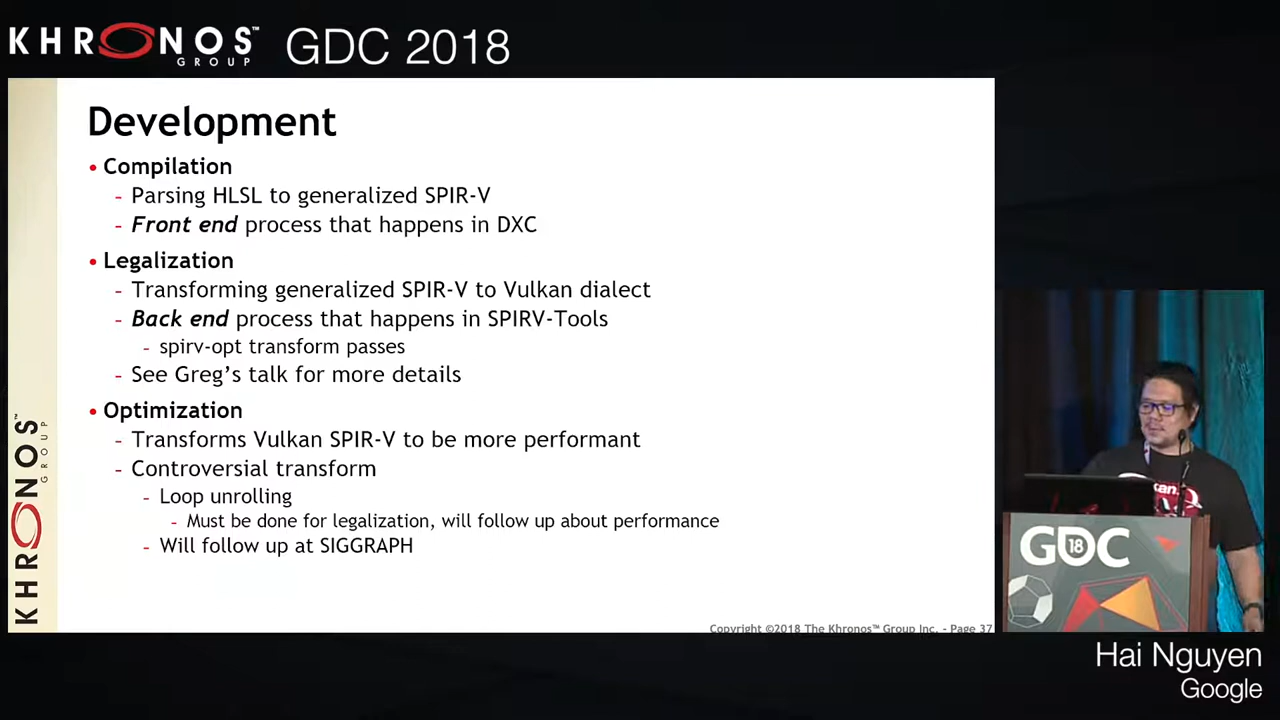 KHRONOS™ GROUP GDC 2018
Development
• Compilation
- Parsing HLSL to generalized SPIR-V
- Front end process that happens in DXC
• Legalization
- Transforming generalized SPIR-V to Vulkan dialect
- Back end process that happens in SPIRV-Tools
- spirv-opt transform passes
- See Greg's talk for more details
• Optimization
- Transforms Vulkan SPIR-V to be more performant
- Controversial transform
- Loop unrolling
- Must be done for legalization, will follow up about performance
- Will follow up at SIGGRAPH
KHRONOS™ GROUP
Copyright ©2018 The Khronos™ Group Inc. - Page 37
GDC 18
Hai Nguyen
Google